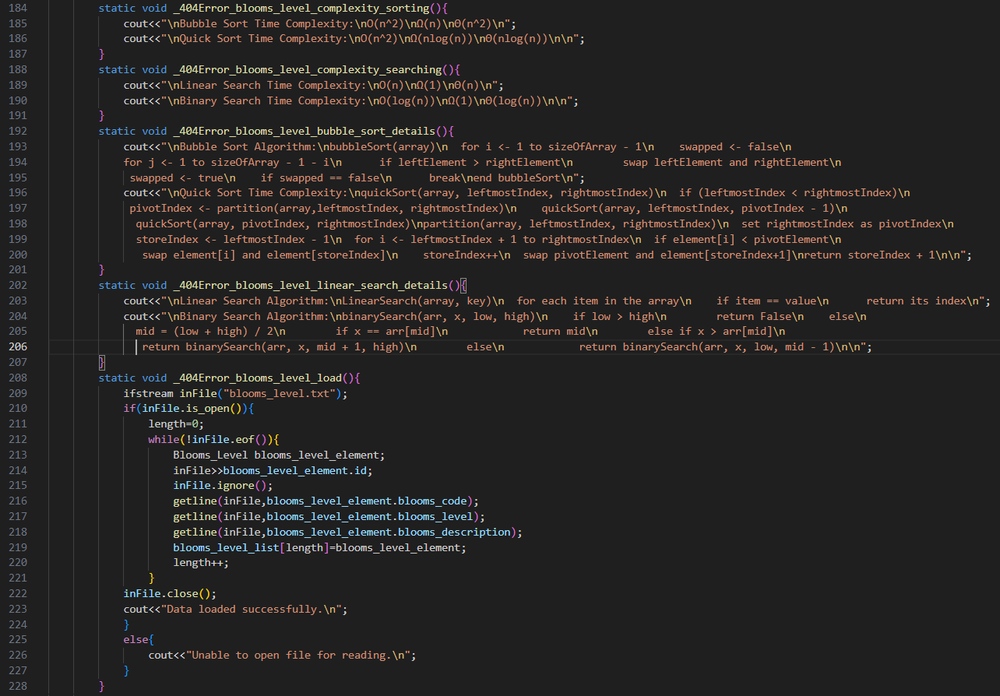 184 static void _404Error_blooms_level_complexity_sorting(){
185 cout<<"\nBubble Sort Time Complexity:\nO(n^2)\nΩ(n)\nθ(n^2)\n";
186 cout<<"\nQuick Sort Time Complexity:\nO(n^2)\nΩ(nlog(n))\nθ(nlog(n))\n\n";
187 }
188 static void _404Error_blooms_level_complexity_searching(){
189 cout<<"\nLinear Search Time Complexity:\nO(n)\nΩ(1)\nθ(n)\n";
190 cout<<"\nBinary Search Time Complexity:\nO(log(n))\nΩ(1)\nθ(log(n))\n\n";
191 }
192 static void _404Error_blooms_level_bubble_sort_details(){
193 cout<<"\nBubble Sort Algorithm:\nbubbleSort(array)\n  for i <- 1 to sizeOfArray - 1\n    swapped <- false\n
194 for j <- 1 to sizeOfArray - 1 - i\n      if leftElement > rightElement\n        swap leftElement and rightElement\n
195 swapped <- true\n    if swapped == false\n      break\nend bubbleSort\n";
196 cout<<"\nQuick Sort Time Complexity:\nquickSort(array, leftmostIndex, rightmostIndex)\n  if (leftmostIndex < rightmostIndex)\n
197 pivotIndex <- partition(array,leftmostIndex, rightmostIndex)\n    quickSort(array, leftmostIndex, pivotIndex - 1)\n
198 quickSort(array, pivotIndex, rightmostIndex)\npartition(array, leftmostIndex, rightmostIndex)\n  set rightmostIndex as pivotIndex\n
199 storeIndex <- leftmostIndex - 1\n  for i <- leftmostIndex + 1 to rightmostIndex\n  if element[i] < pivotElement\n
200 swap element[i] and element[storeIndex]\n    storeIndex++\n  swap pivotElement and element[storeIndex+1]\nreturn storeIndex + 1\n\n";
201 }
202 static void _404Error_blooms_level_linear_search_details(){
203 cout<<"\nLinear Search Algorithm:\nLinearSearch(array, key)\n  for each item in the array\n    if item == value\n      return its index\n";
204 cout<<"\nBinary Search Algorithm:\nbinarySearch(arr, x, low, high)\n    if low > high\n        return False\n    else\n
205 mid = (low + high) / 2\n        if x == arr[mid]\n            return mid\n        else if x > arr[mid]\n
206 return binarySearch(arr, x, mid + 1, high)\n        else\n            return binarySearch(arr, x, low, mid - 1)\n\n";
207 }
208 static void _404Error_blooms_level_load(){
209 ifstream inFile("blooms_level.txt");
210 if(inFile.is_open()){
211 length=0;
212 while(!inFile.eof()){
213 Blooms_Level blooms_level_element;
214 inFile>>blooms_level_element.id;
215 inFile.ignore();
216 getline(inFile,blooms_level_element.blooms_code);
217 getline(inFile,blooms_level_element.blooms_level);
218 getline(inFile,blooms_level_element.blooms_description);
219 blooms_level_list[length]=blooms_level_element;
220 length++;
221 }
222 inFile.close();
223 cout<<"Data loaded successfully.\n";
224 }
225 else{
226 cout<<"Unable to open file for reading.\n";
227 }
228 }